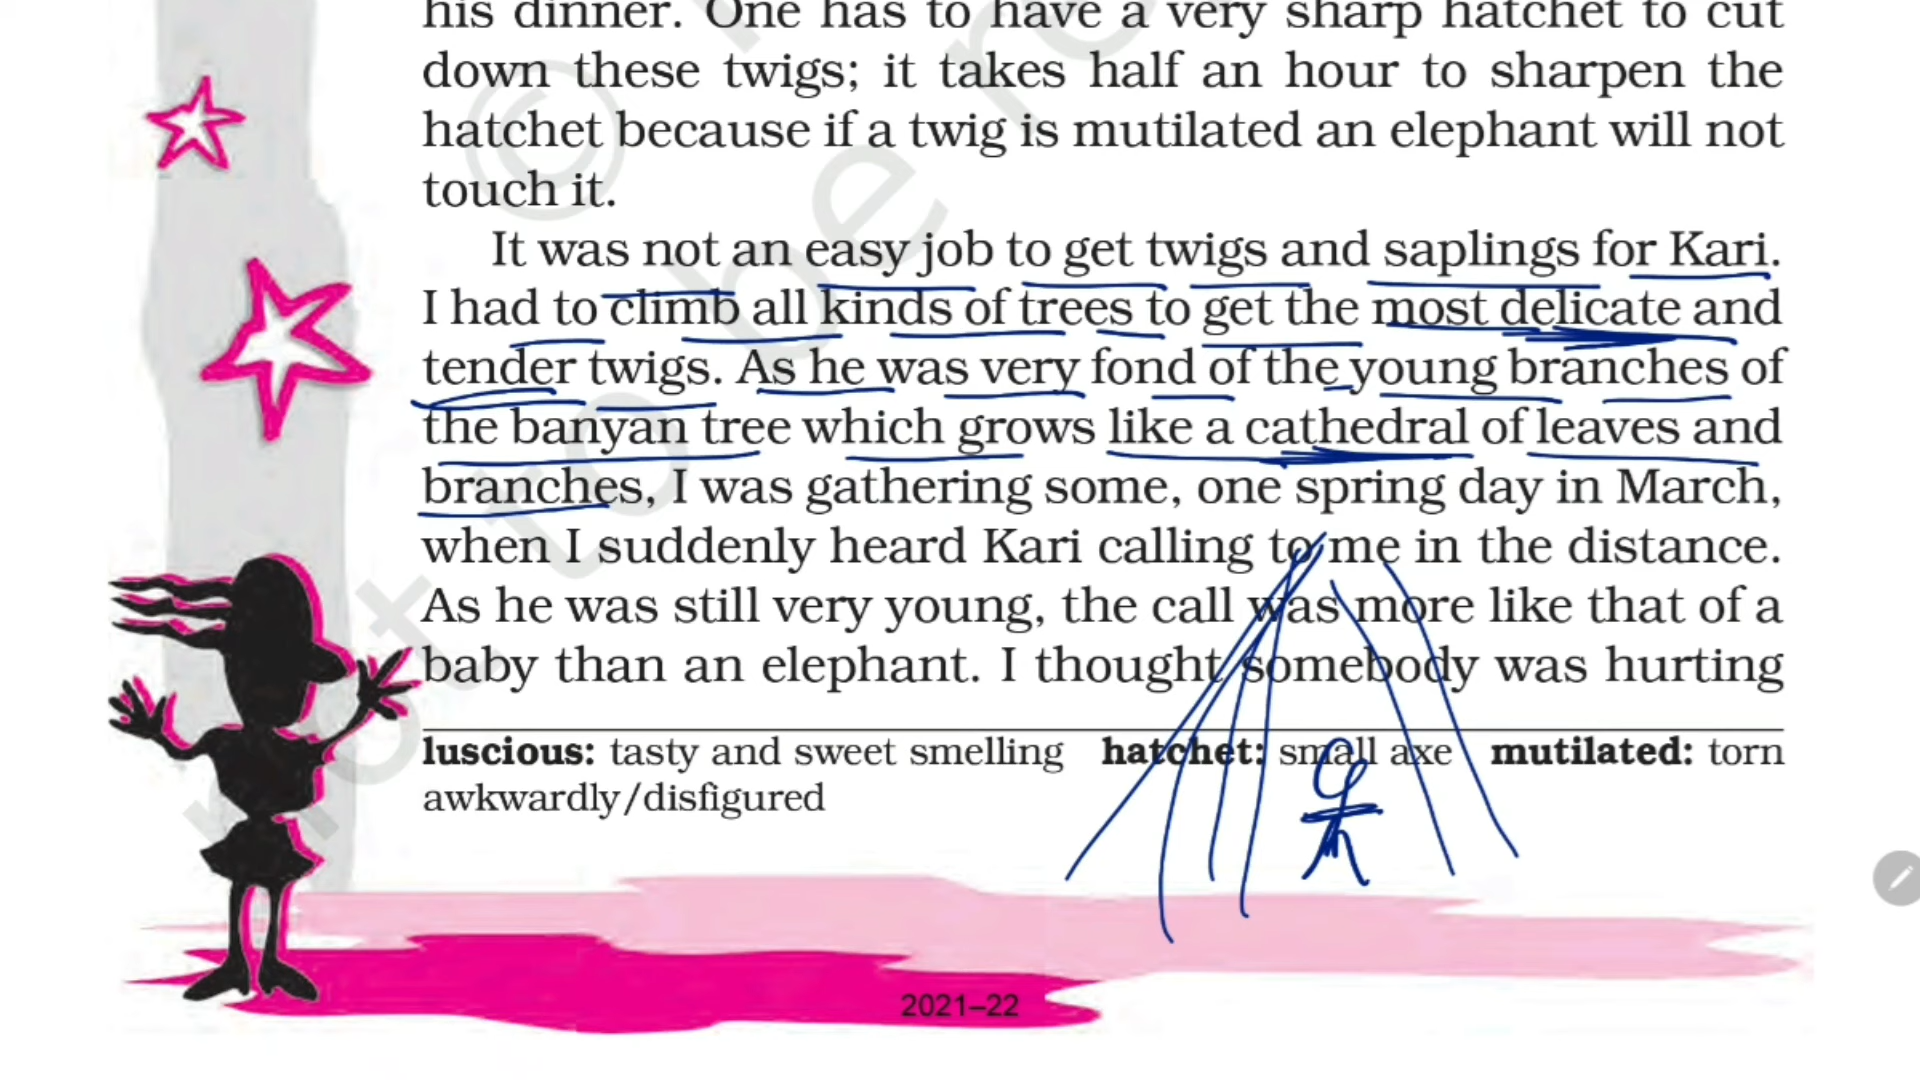 his dinner. One has to have a very sharp hatchet to cut
down these twigs; it takes half an hour to sharpen the
hatchet because if a twig is mutilated an elephant will not
touch it.
It was not an easy job to get twigs and saplings for Kari.
I had to climb all kinds of trees to get the most delicate and
tender twigs. As he was very fond of the young branches of
the banyan tree which grows like a cathedral of leaves and
branches, I was gathering some, one spring day in March,
when I suddenly heard Kari calling to me in the distance.
As he was still very young, the call was more like that of a
baby than an elephant. I thought somebody was hurting
luscious: tasty and sweet smelling hatchet: small axe mutilated: torn
awkwardly/disfigured
2021–22